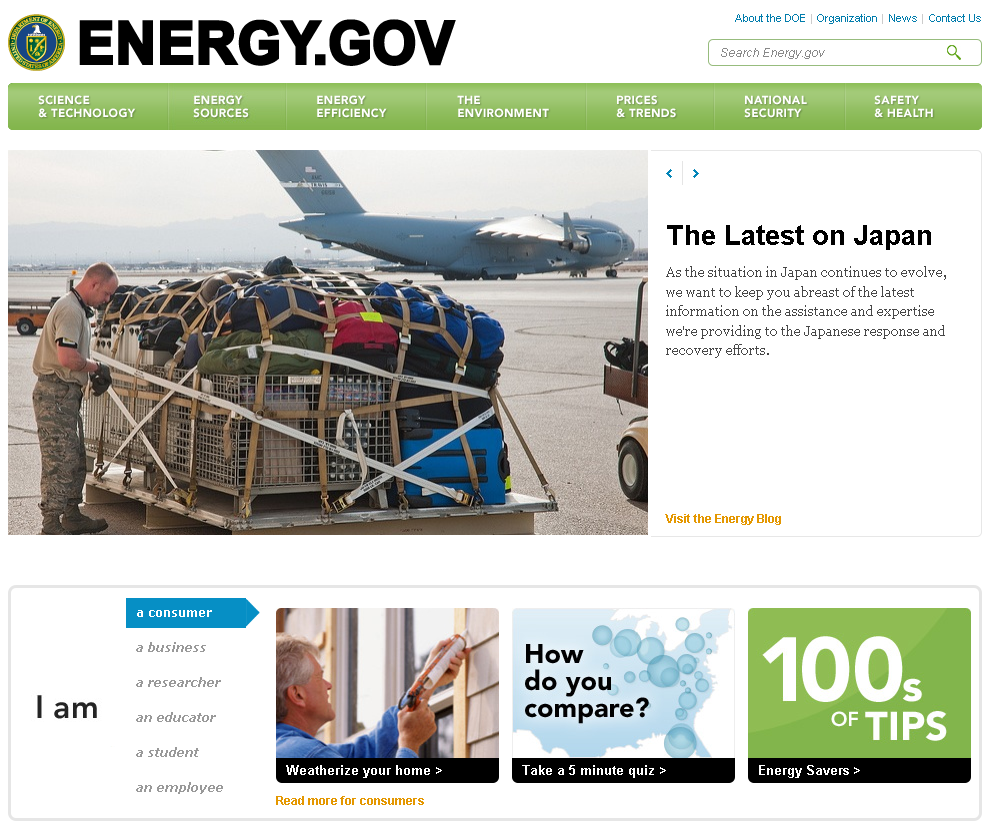 About the DOE | Organization | News | Contact Us
ENERGY.GOV
Search Energy.gov
SCIENCE
& TECHNOLOGY
ENERGY
SOURCES
ENERGY
EFFICIENCY
THE
ENVIRONMENT
PRICES
& TRENDS
NATIONAL
SECURITY
SAFETY
& HEALTH
The Latest on Japan
As the situation in Japan continues to evolve,
we want to keep you abreast of the latest
information on the assistance and expertise
we're providing to the Japanese response and
recovery efforts.
Visit the Energy Blog
I am
a consumer
a business
a researcher
an educator
a student
an employee
Weatherize your home >
How
do you
compare?
Take a 5 minute quiz >
100s
OF TIPS
Energy Savers >
Read more for consumers